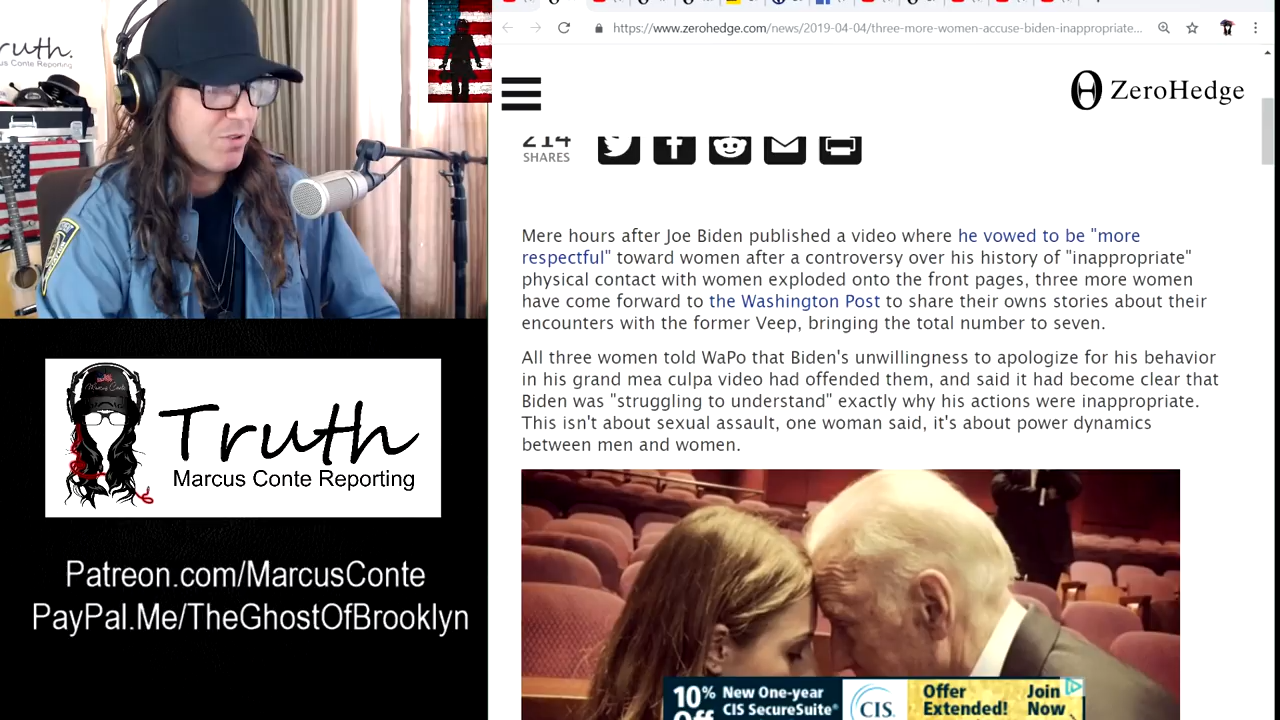 ruth.
us Conte Reporting
https://www.zerohedge.com/news/2019-04-04/three-more-women-accuse-biden-inappropriate...
ZeroHedge
214
SHARES
Mere hours after Joe Biden published a video where he vowed to be "more
respectful" toward women after a controversy over his history of "inappropriate"
physical contact with women exploded onto the front pages, three more women
have come forward to the Washington Post to share their owns stories about their
encounters with the former Veep, bringing the total number to seven.
All three women told WaPo that Biden's unwillingness to apologize for his behavior
in his grand mea culpa video had offended them, and said it had become clear that
Biden was "struggling to understand" exactly why his actions were inappropriate.
This isn't about sexual assault, one woman said, it's about power dynamics
between men and women.
Truth
Marcus Conte Reporting
Patreon.com/MarcusConte
PayPal.Me/TheGhostOfBrooklyn
10%
Off
New One-year
CIS SecureSuite®
CIS.
Offer
Extended!
Join
Now